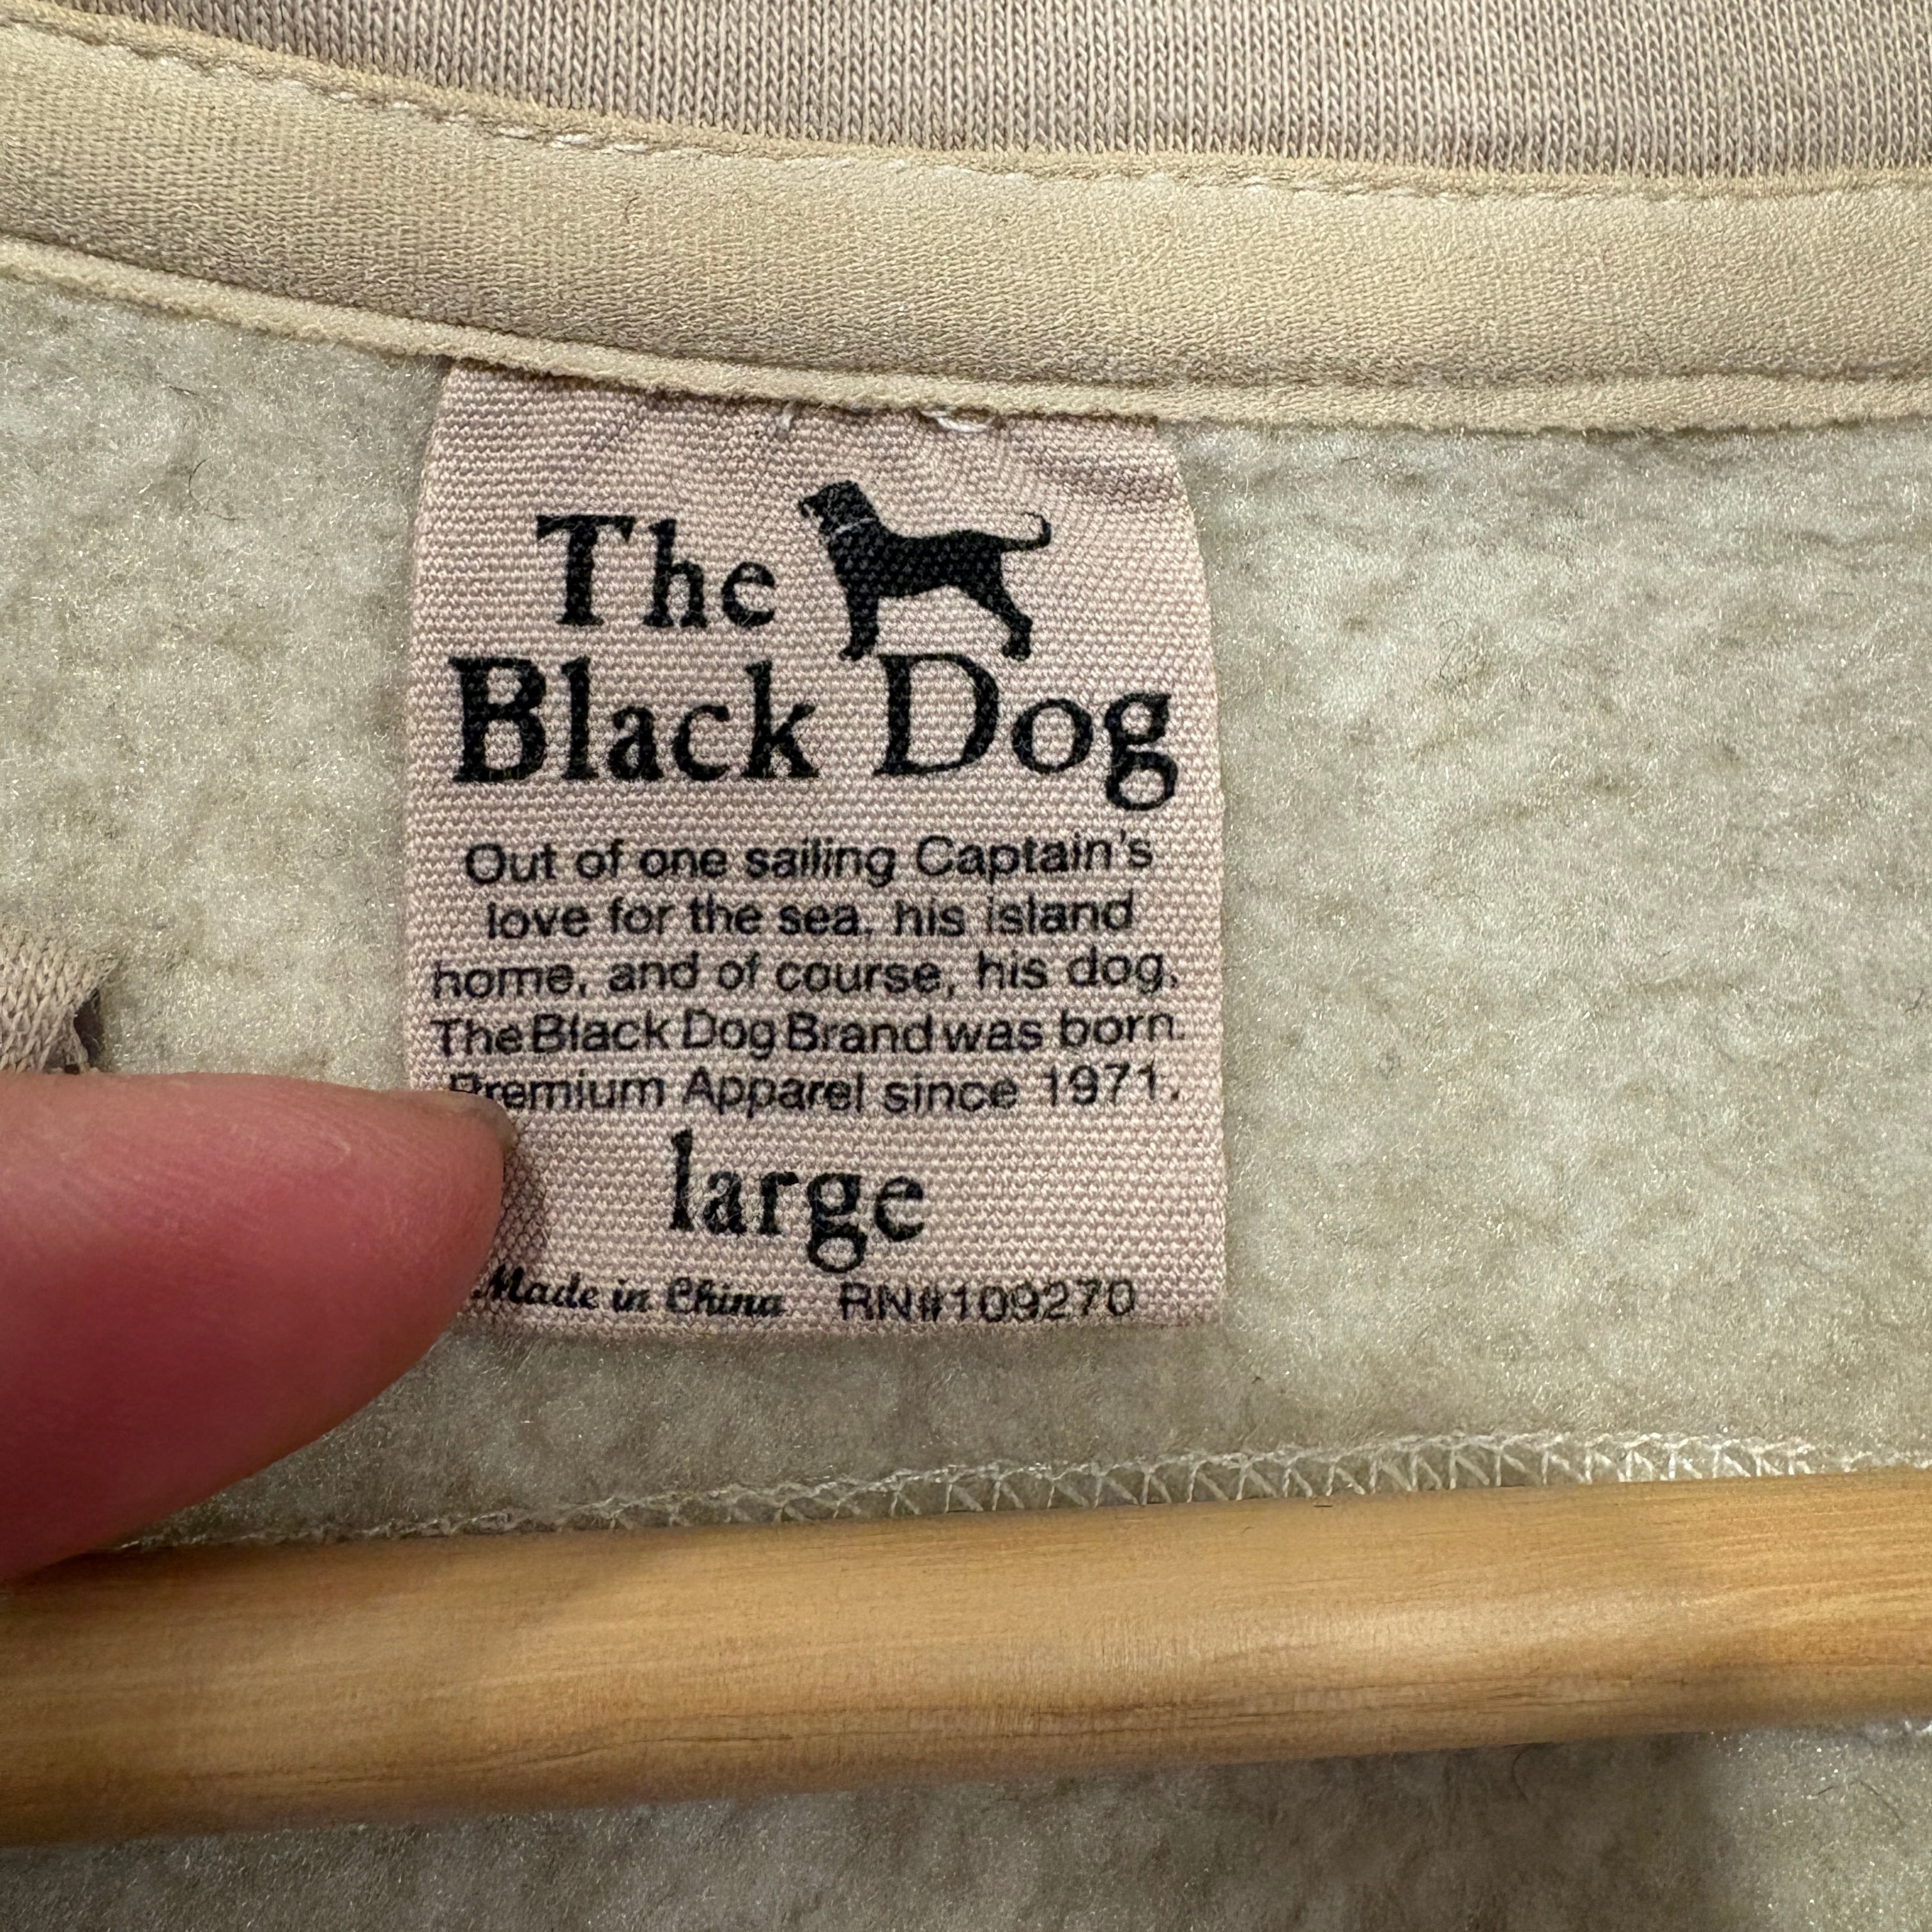 The
Black Dog
Out of one sailing Captain's
love for the sea, his island
home, and of course, his dog,
The Black Dog Brand was born.
Premium Apparel since 1971.
large
Made in China RN#109270